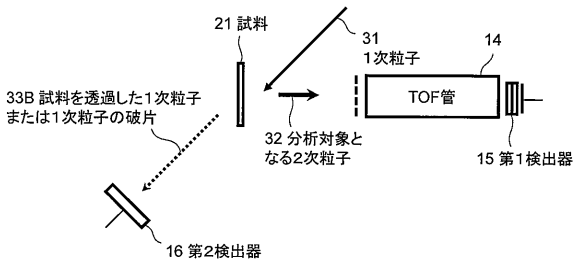 21 試料
31
1次粒子
14
TOF管
33B 試料を透過した1次粒子
または1次粒子の破片
32 分析対象と
なる2次粒子
15 第1検出器
16 第2検出器